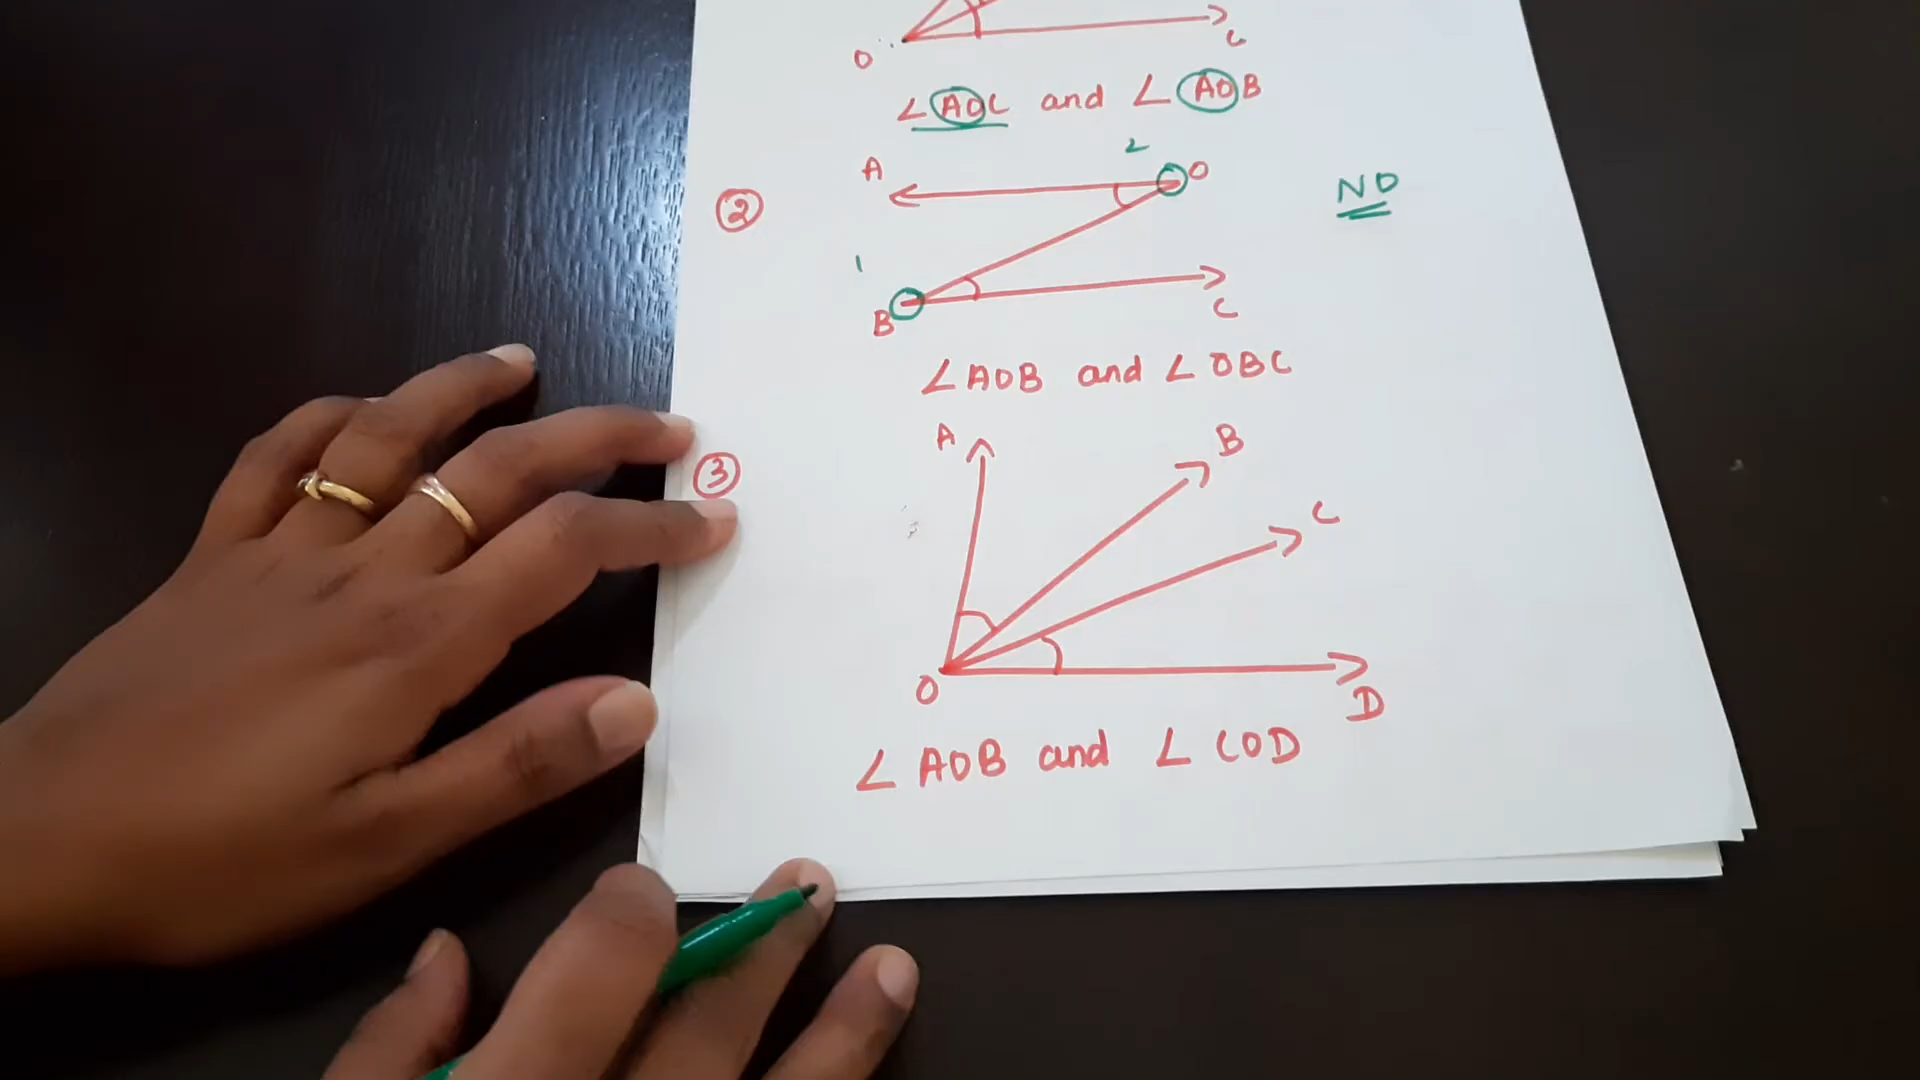 O C
∠AOC and ∠AOB
2
A O
② NO
1
B C
∠AOB and ∠OBC
A B
③
C
O D
∠AOB and ∠COD